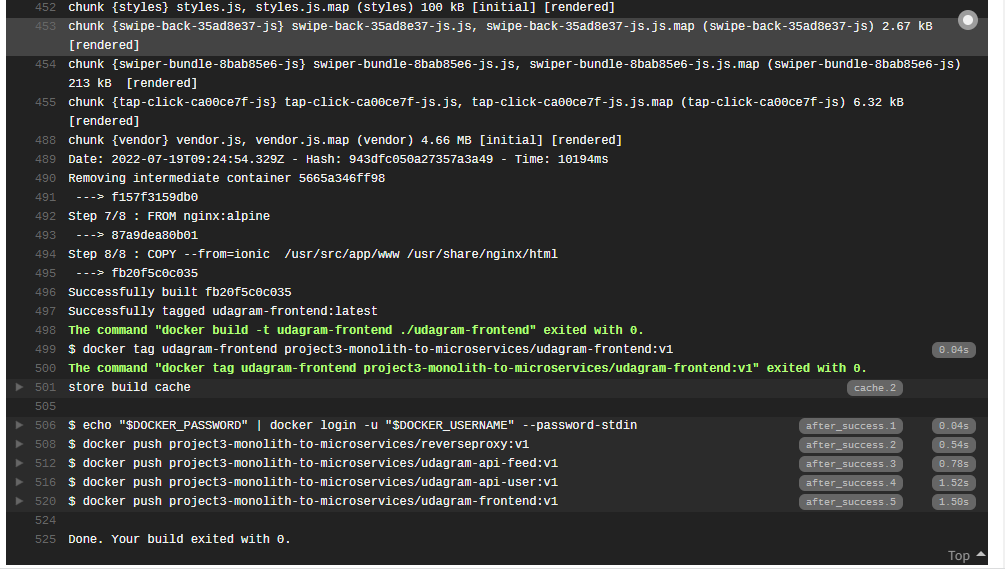 452 chunk {styles} styles.js, styles.js.map (styles) 100 kB [initial] [rendered]
453 chunk {swipe-back-35ad8e37-js} swipe-back-35ad8e37-js.js, swipe-back-35ad8e37-js.js.map (swipe-back-35ad8e37-js) 2.67 kB
[rendered]
454 chunk {swiper-bundle-8bab85e6-js} swiper-bundle-8bab85e6-js.js, swiper-bundle-8bab85e6-js.js.map (swiper-bundle-8bab85e6-js)
213 kB  [rendered]
455 chunk {tap-click-ca00ce7f-js} tap-click-ca00ce7f-js.js, tap-click-ca00ce7f-js.js.map (tap-click-ca00ce7f-js) 6.32 kB
[rendered]
488 chunk {vendor} vendor.js, vendor.js.map (vendor) 4.66 MB [initial] [rendered]
489 Date: 2022-07-19T09:24:54.329Z - Hash: 943dfc050a27357a3a49 - Time: 10194ms
490 Removing intermediate container 5665a346ff98
491  ---> f157f3159db0
492 Step 7/8 : FROM nginx:alpine
493  ---> 87a9dea80b01
494 Step 8/8 : COPY --from=ionic  /usr/src/app/www /usr/share/nginx/html
495  ---> fb20f5c0c035
496 Successfully built fb20f5c0c035
497 Successfully tagged udagram-frontend:latest
498 The command "docker build -t udagram-frontend ./udagram-frontend" exited with 0.
499 $ docker tag udagram-frontend project3-monolith-to-microservices/udagram-frontend:v1 0.04s
500 The command "docker tag udagram-frontend project3-monolith-to-microservices/udagram-frontend:v1" exited with 0.
501 store build cache cache.2
505
506 $ echo "$DOCKER_PASSWORD" | docker login -u "$DOCKER_USERNAME" --password-stdin after_success.1 0.04s
508 $ docker push project3-monolith-to-microservices/reverseproxy:v1 after_success.2 0.54s
512 $ docker push project3-monolith-to-microservices/udagram-api-feed:v1 after_success.3 0.78s
516 $ docker push project3-monolith-to-microservices/udagram-api-user:v1 after_success.4 1.52s
520 $ docker push project3-monolith-to-microservices/udagram-frontend:v1 after_success.5 1.50s
524
525 Done. Your build exited with 0.
Top